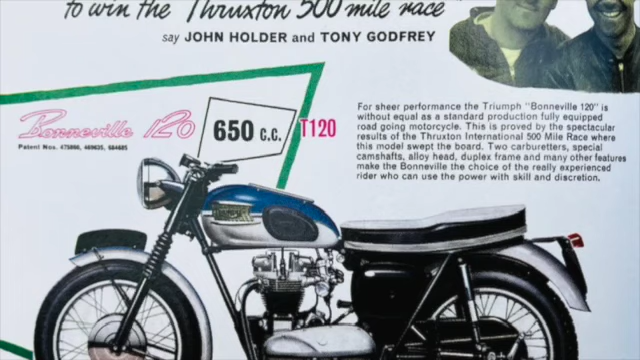 to win the Thruxton 500 mile race"
say JOHN HOLDER and TONY GODFREY
Bonneville 120
650 c.c.
T120
For sheer performance the Triumph "Bonneville 120" is
without equal as a standard production fully equipped
road going motorcycle. This is proved by the spectacular
results of the Thruxton International 500 Mile Race where
this model swept the board. Two carburetters, special
camshafts, alloy head, duplex frame and many other features
make the Bonneville the choice of the really experienced
rider who can use the power with skill and discretion.
TRIUMPH